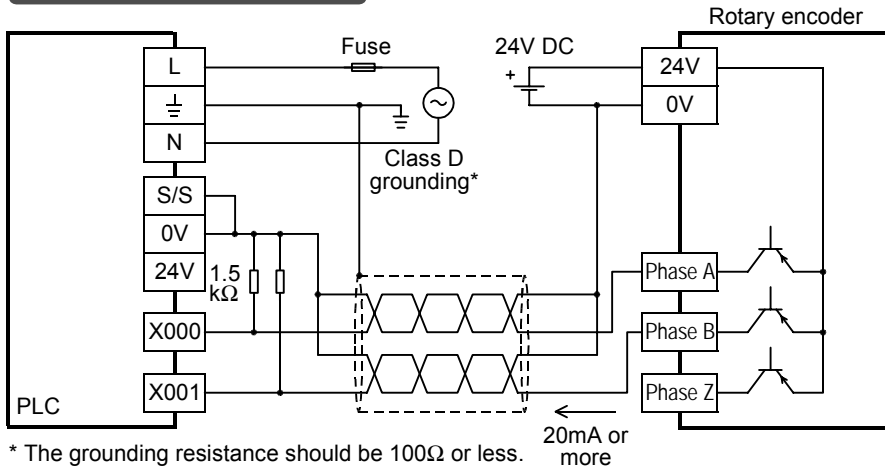 Rotary encoder
Fuse
24V DC
+
L
N
S/S
0V
24V
1.5
kΩ
X000
X001
PLC
Class D
grounding*
24V
0V
Phase A
Phase B
Phase Z
20mA or
more
* The grounding resistance should be 100Ω or less.